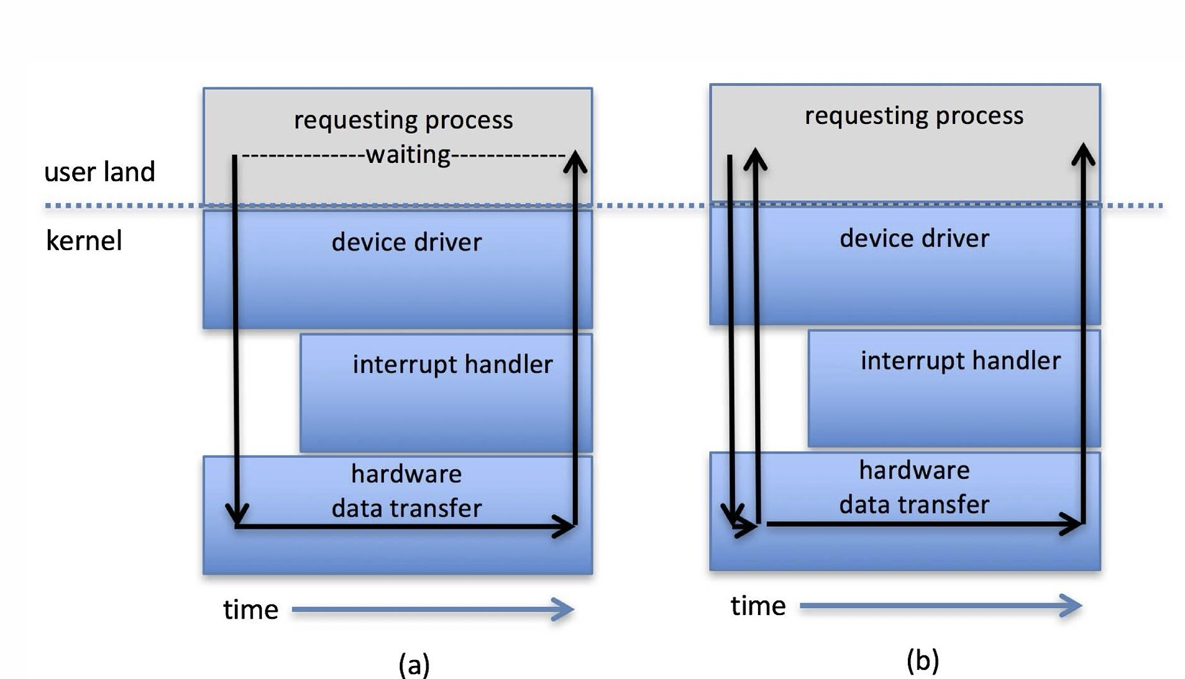 requesting process
-------------waiting-------------
user land
kernel
device driver
interrupt handler
hardware
data transfer
time
(a)
requesting process
device driver
interrupt handler
hardware
data transfer
time
(b)